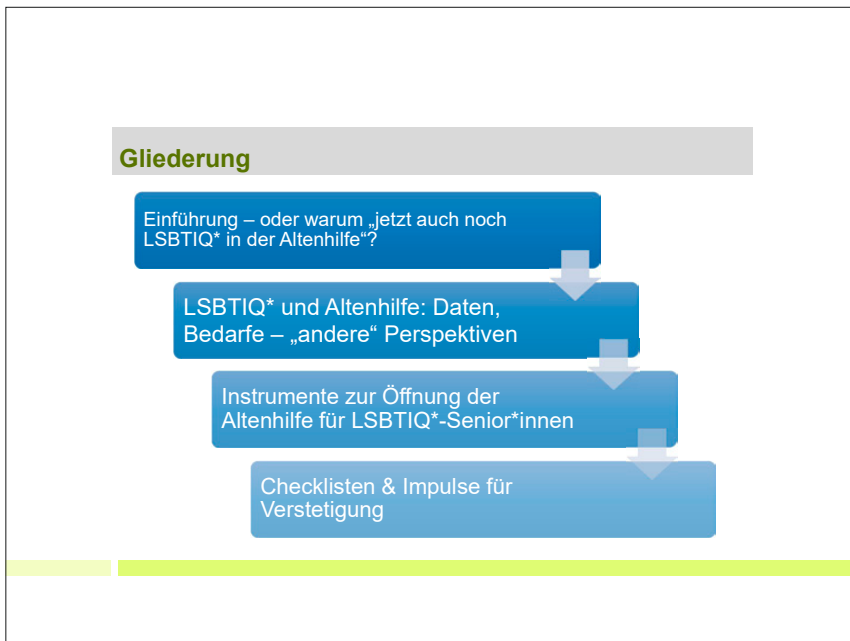 Gliederung
Einführung – oder warum „jetzt auch noch
LSBTIQ* in der Altenhilfe“?
LSBTIQ* und Altenhilfe: Daten,
Bedarfe – „andere“ Perspektiven
Instrumente zur Öffnung der
Altenhilfe für LSBTIQ*-Senior*innen
Checklisten & Impulse für
Verstetigung